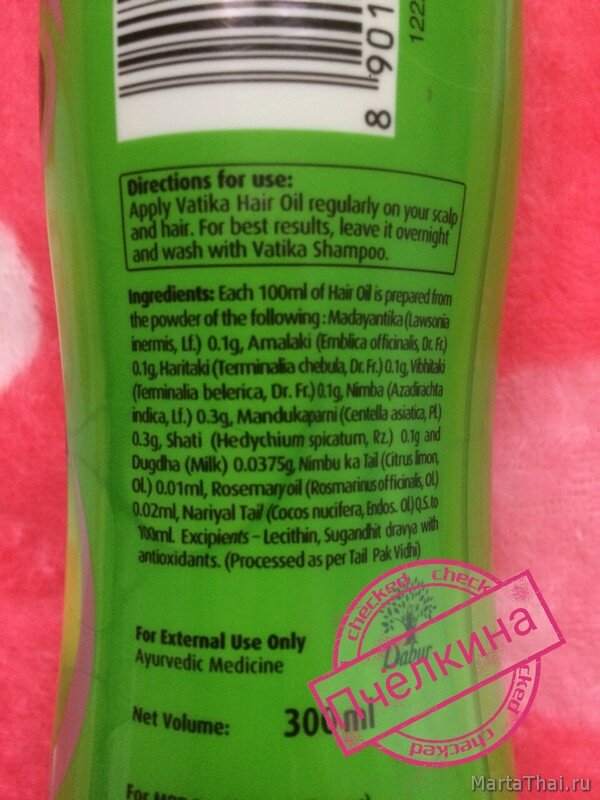 8 901
122
Directions for use:
Apply Vatika Hair Oil regularly on your scalp
and hair. For best results, leave it overnight
and wash with Vatika Shampoo.
Ingredients: Each 100ml of Hair Oil is prepared from
the powder of the following : Madayantika (Lawsonia
inermis, Lf.) 0.1g, Amalaki (Emblica officinalis, Dr. Fr.)
0.1g, Haritaki (Terminalia chebula, Dr. Fr.) 0.1g, Vibhitaki
(Terminalia belerica, Dr. Fr.) 0.1g, Nimba (Azadirachta
indica, Lf.) 0.3g, Mandukaparni (Centella asiatica, Pl.)
0.3g, Shati (Hedychium spicatum, Rz.) 0.1g and
Dugdha (Milk) 0.0375g, Nimbu ka Tail (Citrus limon,
Ol.) 0.01ml, Rosemary oil (Rosmarinus officinalis, Ol.)
0.02ml, Nariyal Tail (Cocos nucifera, Endos. Ol.) Q.S. to
100ml. Excipients – Lecithin, Sugandhit dravya with
antioxidants. (Processed as per Tail Pak Vidhi)
For External Use Only
Ayurvedic Medicine
Net Volume: 300 ml
Dabur
checked checked
Пчелкина
checked
MartaThai.ru